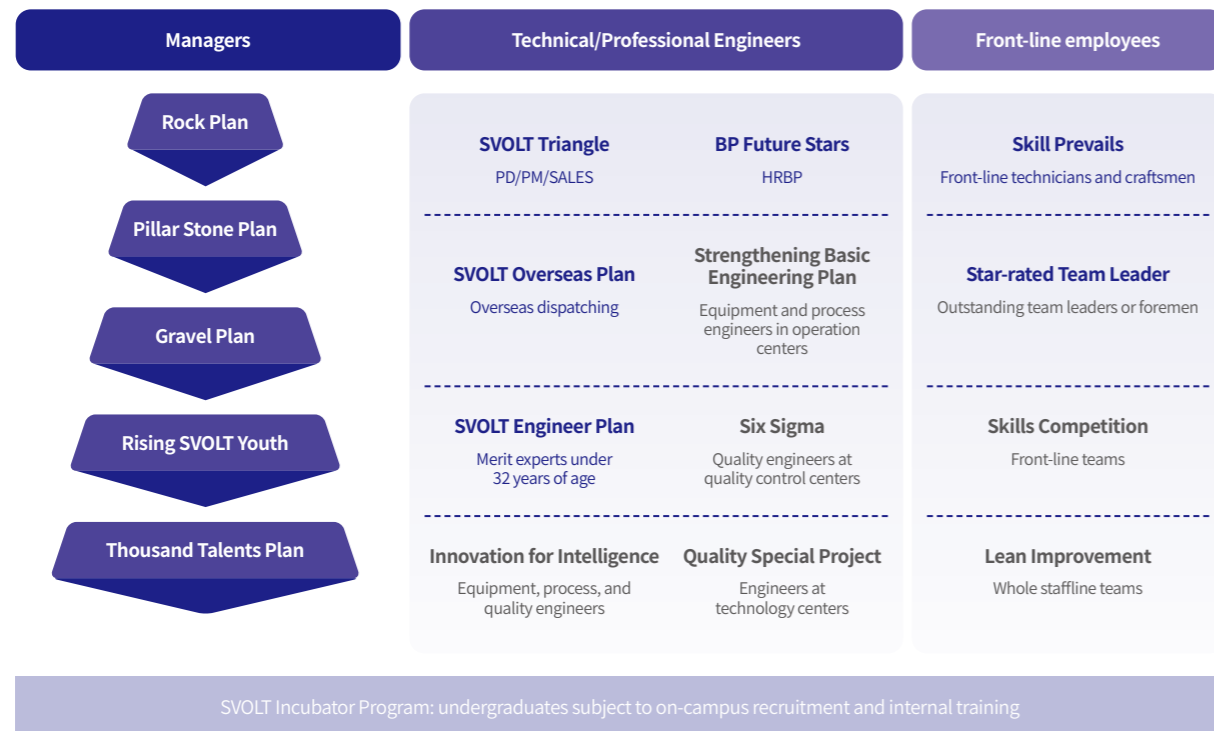 Managers
Technical/Professional Engineers
Front-line employees
Rock Plan
Pillar Stone Plan
Gravel Plan
Rising SVOLT Youth
Thousand Talents Plan
SVOLT Triangle
PD/PM/SALES
BP Future Stars
HRBP
SVOLT Overseas Plan
Overseas dispatching
Strengthening Basic
Engineering Plan
Equipment and process
engineers in operation
centers
SVOLT Engineer Plan
Merit experts under
32 years of age
Six Sigma
Quality engineers at
quality control centers
Innovation for Intelligence
Equipment, process, and
quality engineers
Quality Special Project
Engineers at
technology centers
Skill Prevails
Front-line technicians and craftsmen
Star-rated Team Leader
Outstanding team leaders or foremen
Skills Competition
Front-line teams
Lean Improvement
Whole staffline teams
SVOLT Incubator Program: undergraduates subject to on-campus recruitment and internal training